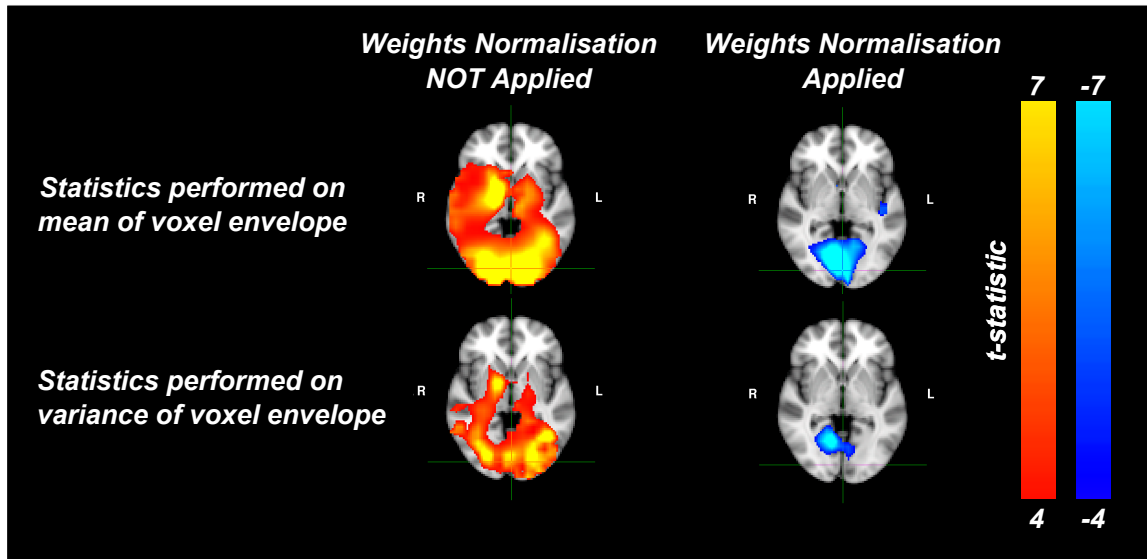 Weights Normalisation
NOT Applied
Weights Normalisation
Applied
7
-7
Statistics performed on
mean of voxel envelope
R
L
R
L
t-statistic
Statistics performed on
variance of voxel envelope
R
L
R
L
4
-4